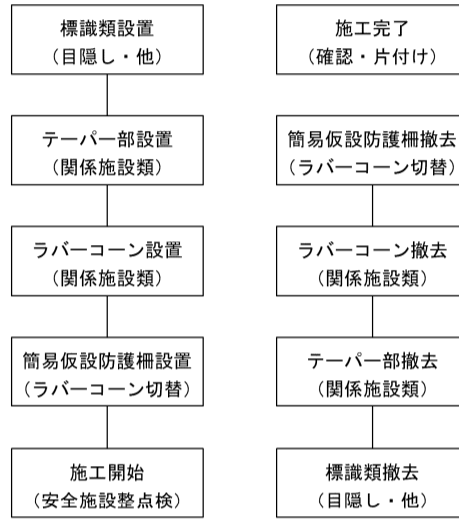 標識類設置
（目隠し・他）
テーパー部設置
（関係施設類）
ラバーコーン設置
（関係施設類）
簡易仮設防護柵設置
（ラバーコーン切替）
施工開始
（安全施設整点検）
施工完了
（確認・片付け）
簡易仮設防護柵撤去
（ラバーコーン切替）
ラバーコーン撤去
（関係施設類）
テーパー部撤去
（関係施設類）
標識類撤去
（目隠し・他）